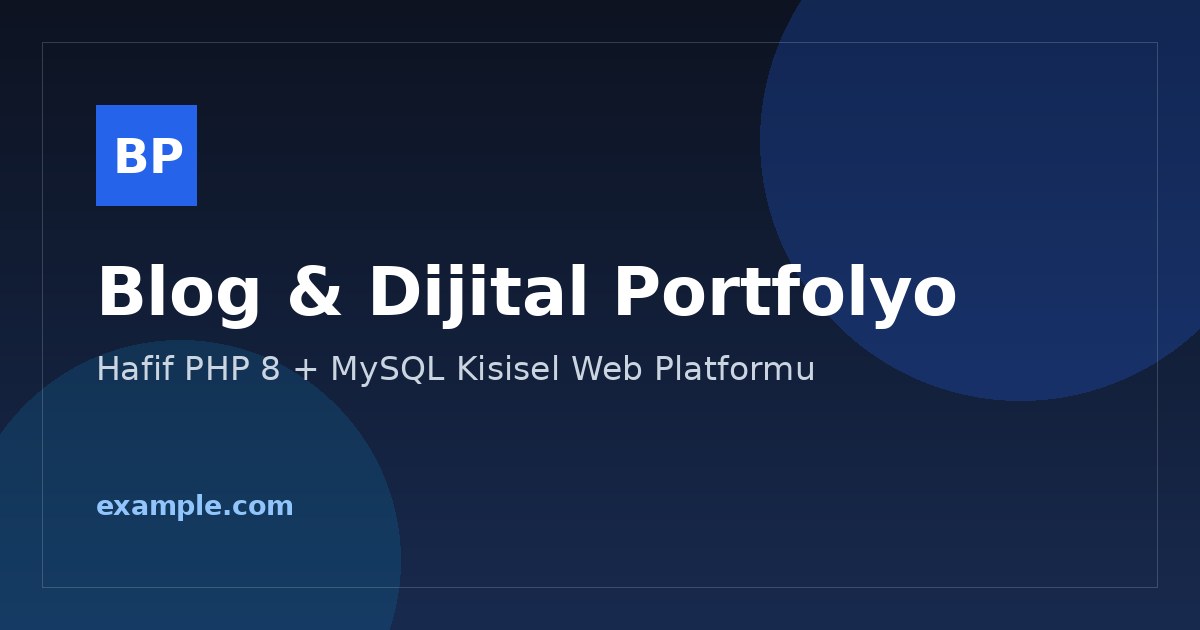 BP
Blog & Dijital Portfolyo
Hafif PHP 8 + MySQL Kisisel Web Platformu
example.com